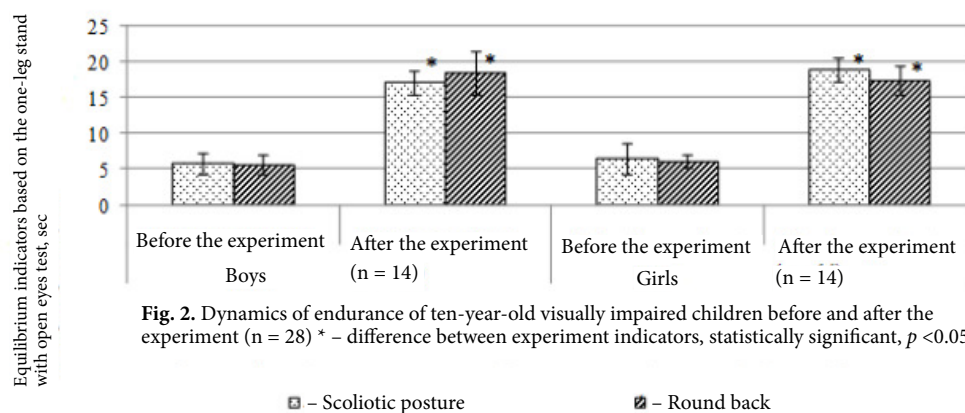 Equilibrium indicators based on the one-leg stand
with open eyes test, sec
25
20
15
10
5
0
* * * *
Before the experiment After the experiment Before the experiment After the experiment
Boys (n = 14) Girls (n = 14)
Fig. 2. Dynamics of endurance of ten-year-old visually impaired children before and after the
experiment (n = 28) * – difference between experiment indicators, statistically significant, p <0.05
– Scoliotic posture – Round back